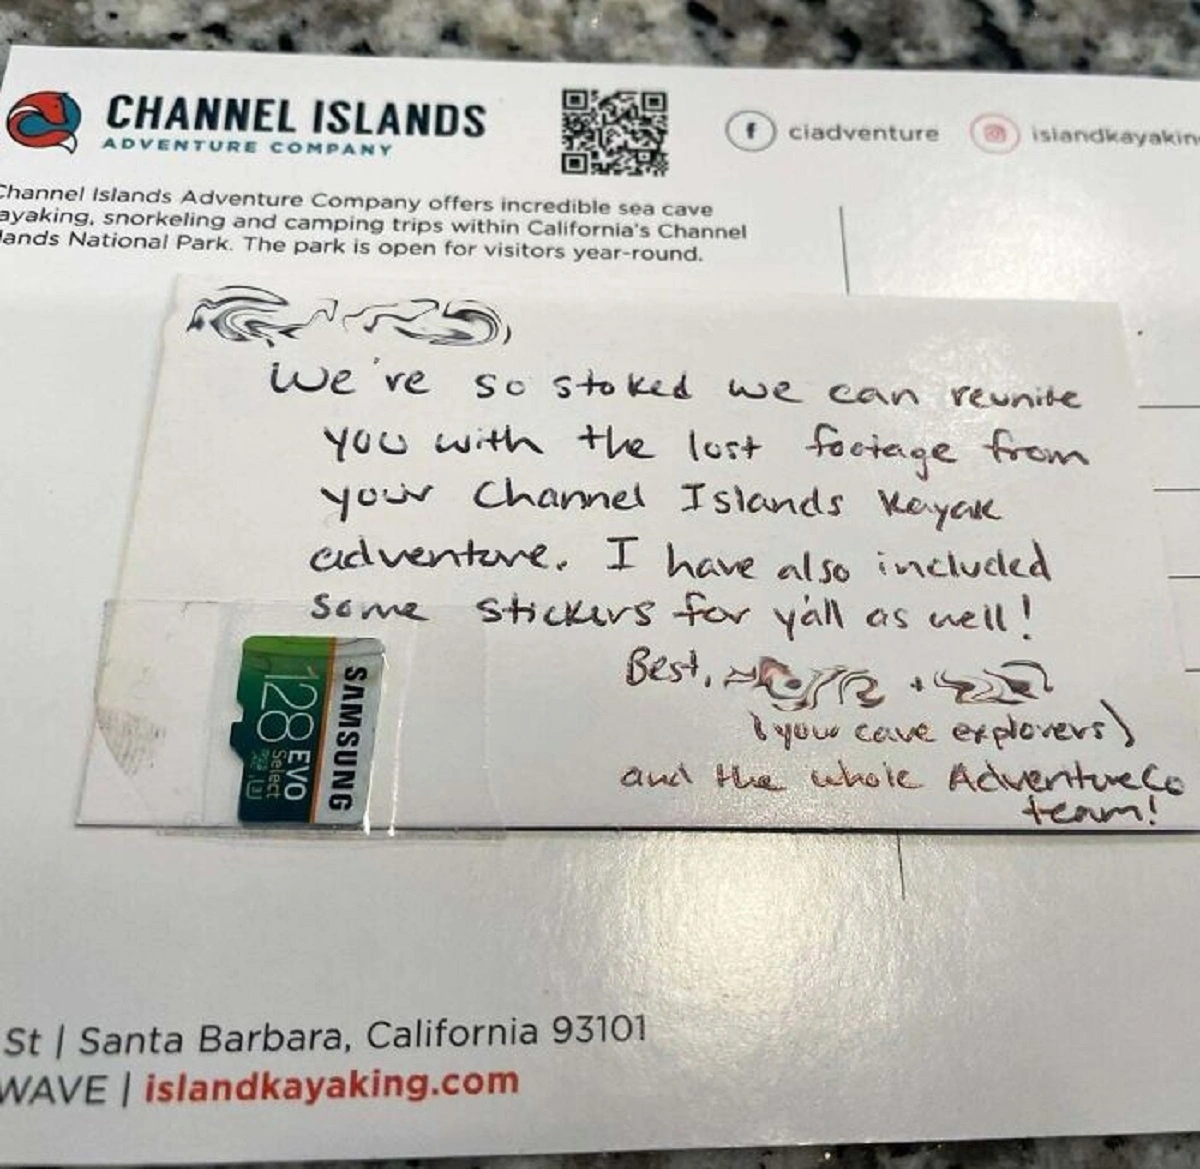 CHANNEL ISLANDS
ADVENTURE COMPANY
f ciadventure
islandkayakin
Channel Islands Adventure Company offers incredible sea cave
ayaking, snorkeling and camping trips within California's Channel
lands National Park. The park is open for visitors year-round.
We're so stoked we can reunite
you with the lost footage from
your Channel Islands Kayak
adventure. I have also included
some stickers for y'all as well!
Best,
(your cave explorers)
and the whole AdventureCo
team!
SAMSUNG
128 EVO
Select
St | Santa Barbara, California 93101
WAVE | islandkayaking.com